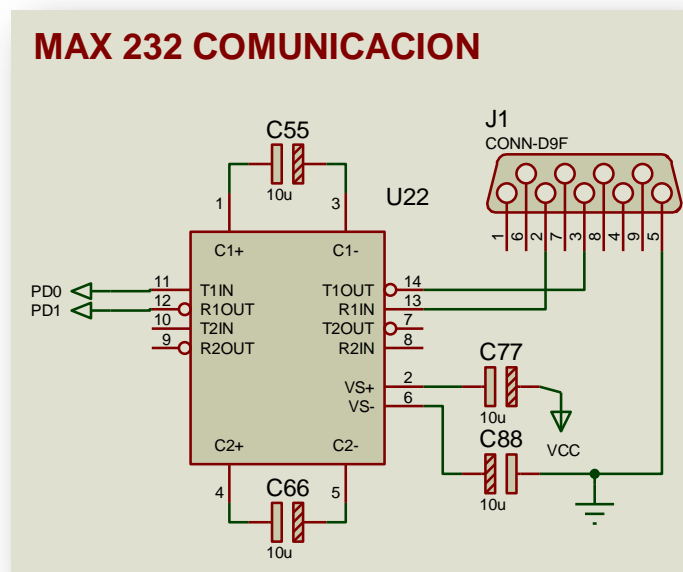 MAX 232 COMUNICACION
C55
10u
1
3
U22
J1
CONN-D9F
1
6
2
7
3
8
4
9
5
C1+
C1-
PD0
11
T1IN
T1OUT
14
PD1
12
R1OUT
R1IN
13
10
T2IN
T2OUT
7
9
R2OUT
R2IN
8
VS+
2
VS-
6
C77
10u
VCC
C88
10u
C2+
C2-
4
5
C66
10u